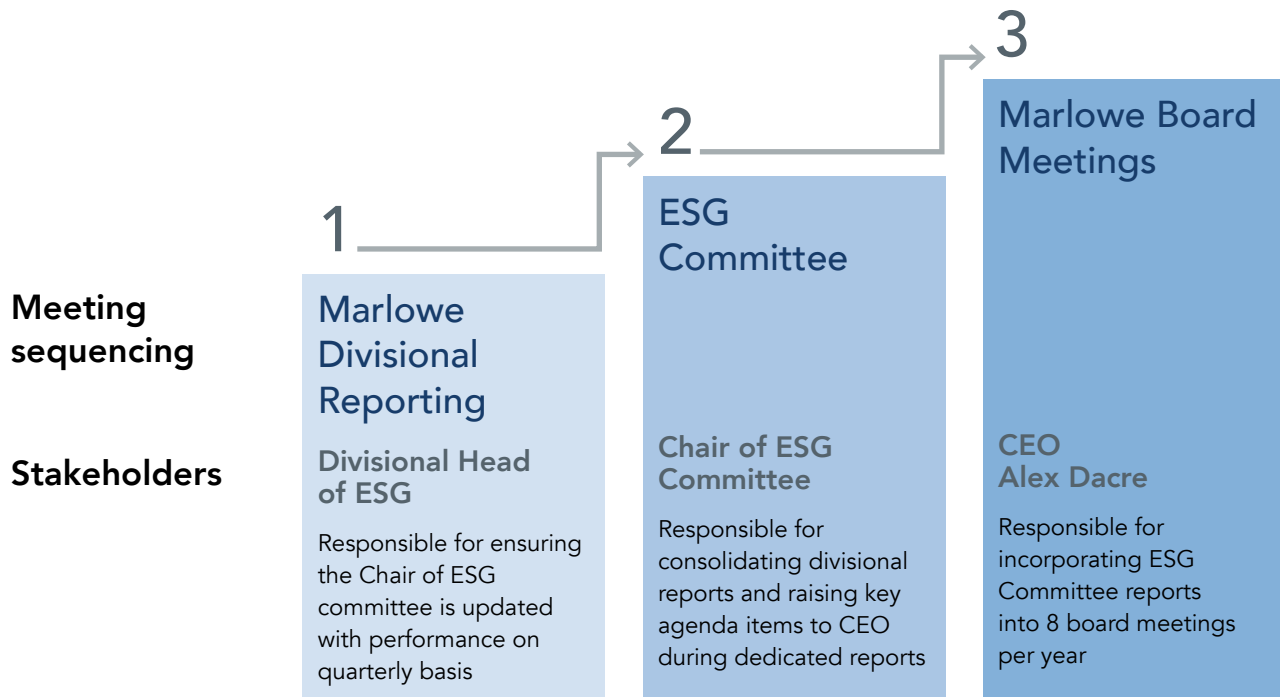 Meeting
sequencing
Stakeholders
1
Marlowe
Divisional
Reporting
Divisional Head
of ESG
Responsible for ensuring
the Chair of ESG
committee is updated
with performance on
quarterly basis
2
ESG
Committee
Chair of ESG
Committee
Responsible for
consolidating divisional
reports and raising key
agenda items to CEO
during dedicated reports
3
Marlowe Board
Meetings
CEO
Alex Dacre
Responsible for
incorporating ESG
Committee reports
into 8 board meetings
per year